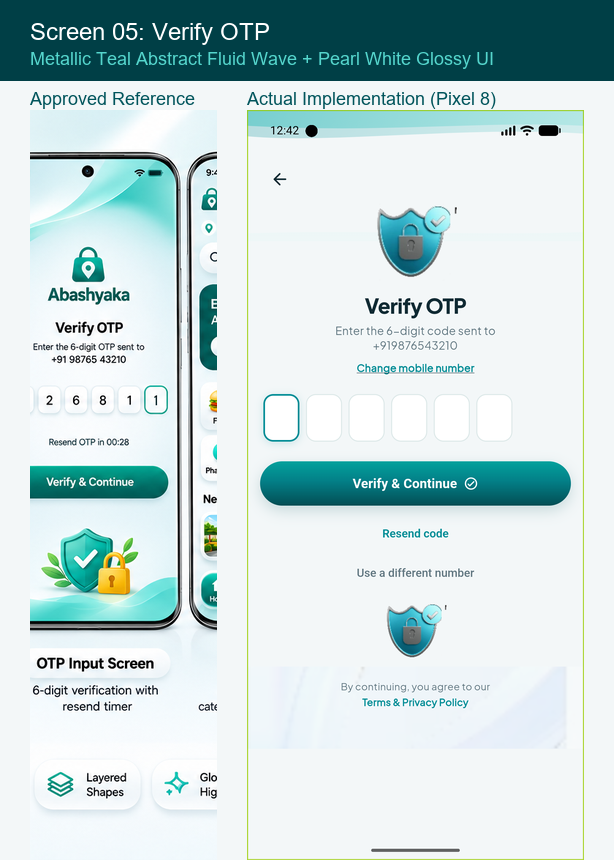 Screen 05: Verify OTP
Metallic Teal Abstract Fluid Wave + Pearl White Glossy UI
Approved Reference
Abashyaka
Verify OTP
Enter the 6-digit OTP sent to
+91 98765 43210
2 6 8 1 1
Resend OTP in 00:28
Verify & Continue
OTP Input Screen
6-digit verification with
resend timer
Layered
Shapes
Actual Implementation (Pixel 8)
12:42
Verify OTP
Enter the 6-digit code sent to
+919876543210
Change mobile number
Verify & Continue
Resend code
Use a different number
By continuing, you agree to our
Terms & Privacy Policy